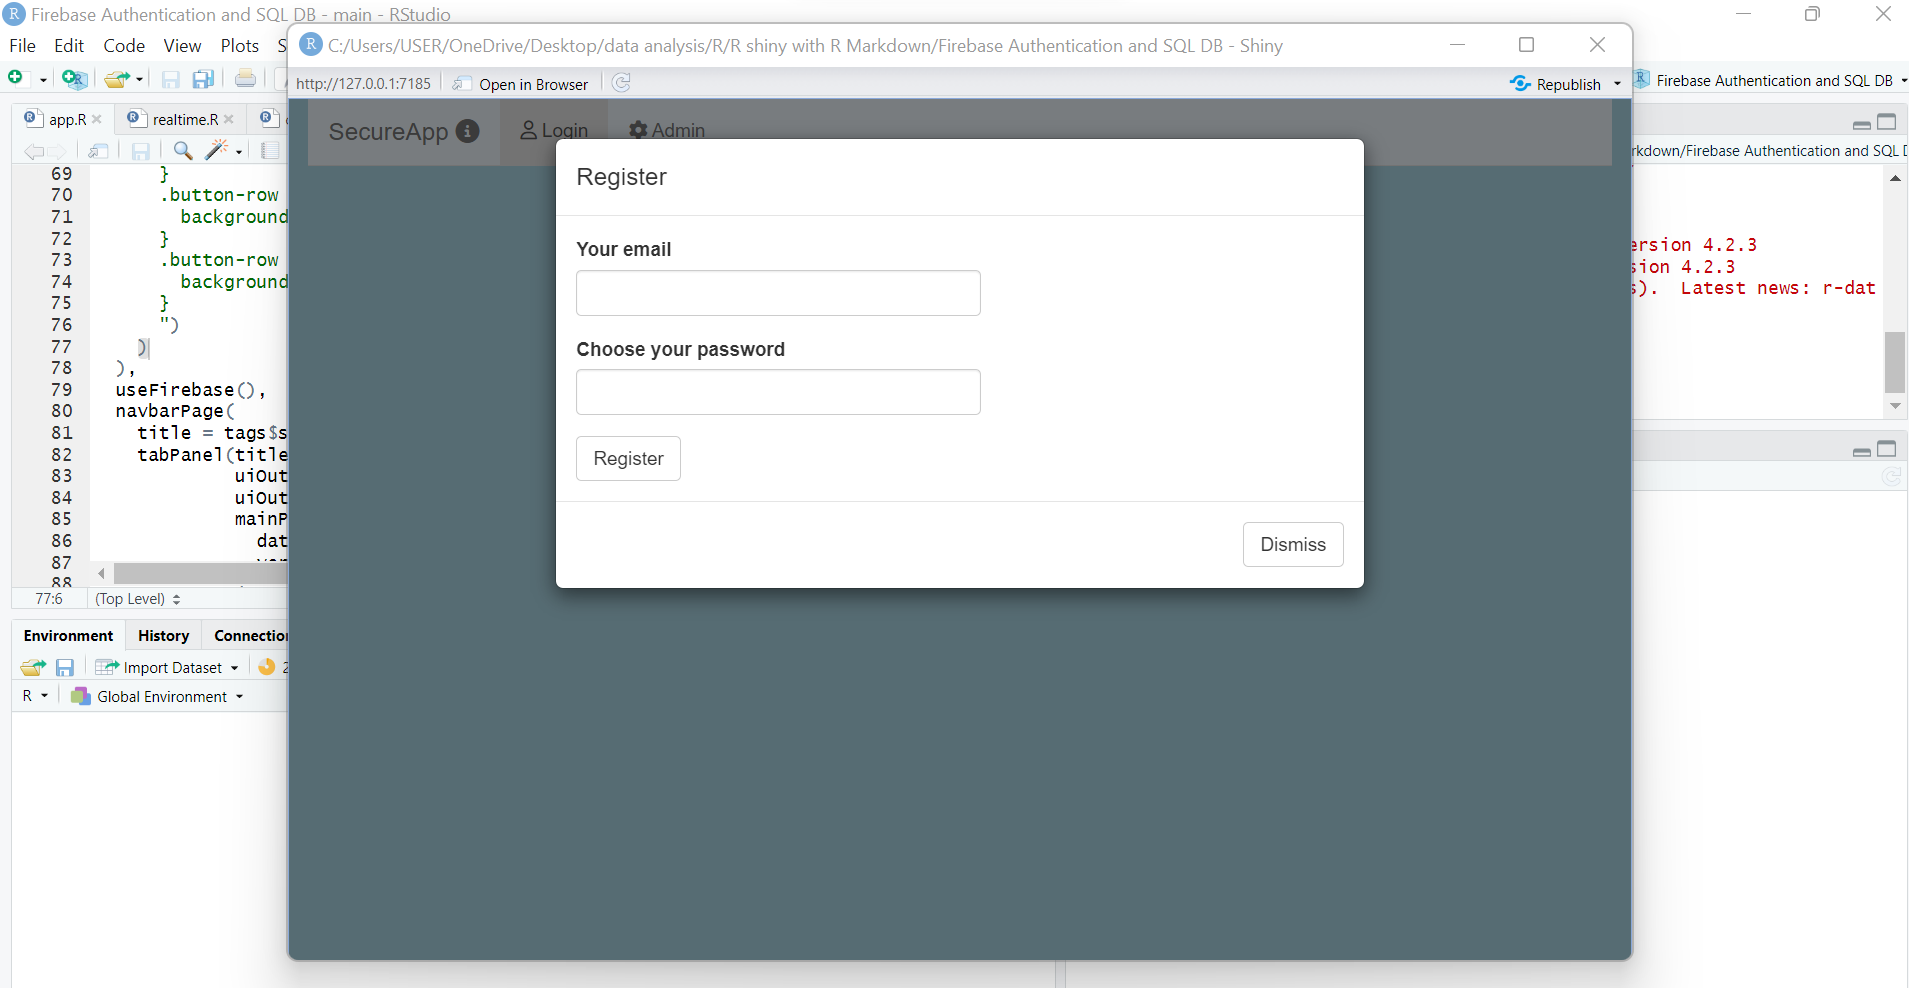 Firebase Authentication and SQL DB - main - RStudio
File Edit Code View Plots S
C:/Users/USER/OneDrive/Desktop/data analysis/R/R shiny with R Markdown/Firebase Authentication and SQL DB - Shiny
http://127.0.0.1:7185 Open in Browser Republish
Firebase Authentication and SQL DB
app.R realtime.R
SecureApp Login Admin
rkdown/Firebase Authentication and SQL
69 }
70 .button-row
71 background
72 }
73 .button-row
74 background
75 }
76 ")
77 )
78 ),
79 useFirebase(),
80 navbarPage(
81 title = tags$s
82 tabPanel(title
83 uiOut
84 uiOut
85 mainP
86 dat
87
88
77:6 (Top Level)
Register
Your email
Choose your password
Register
Dismiss
ersion 4.2.3
sion 4.2.3
s). Latest news: r-dat
Environment History Connectio
Import Dataset 2
R Global Environment